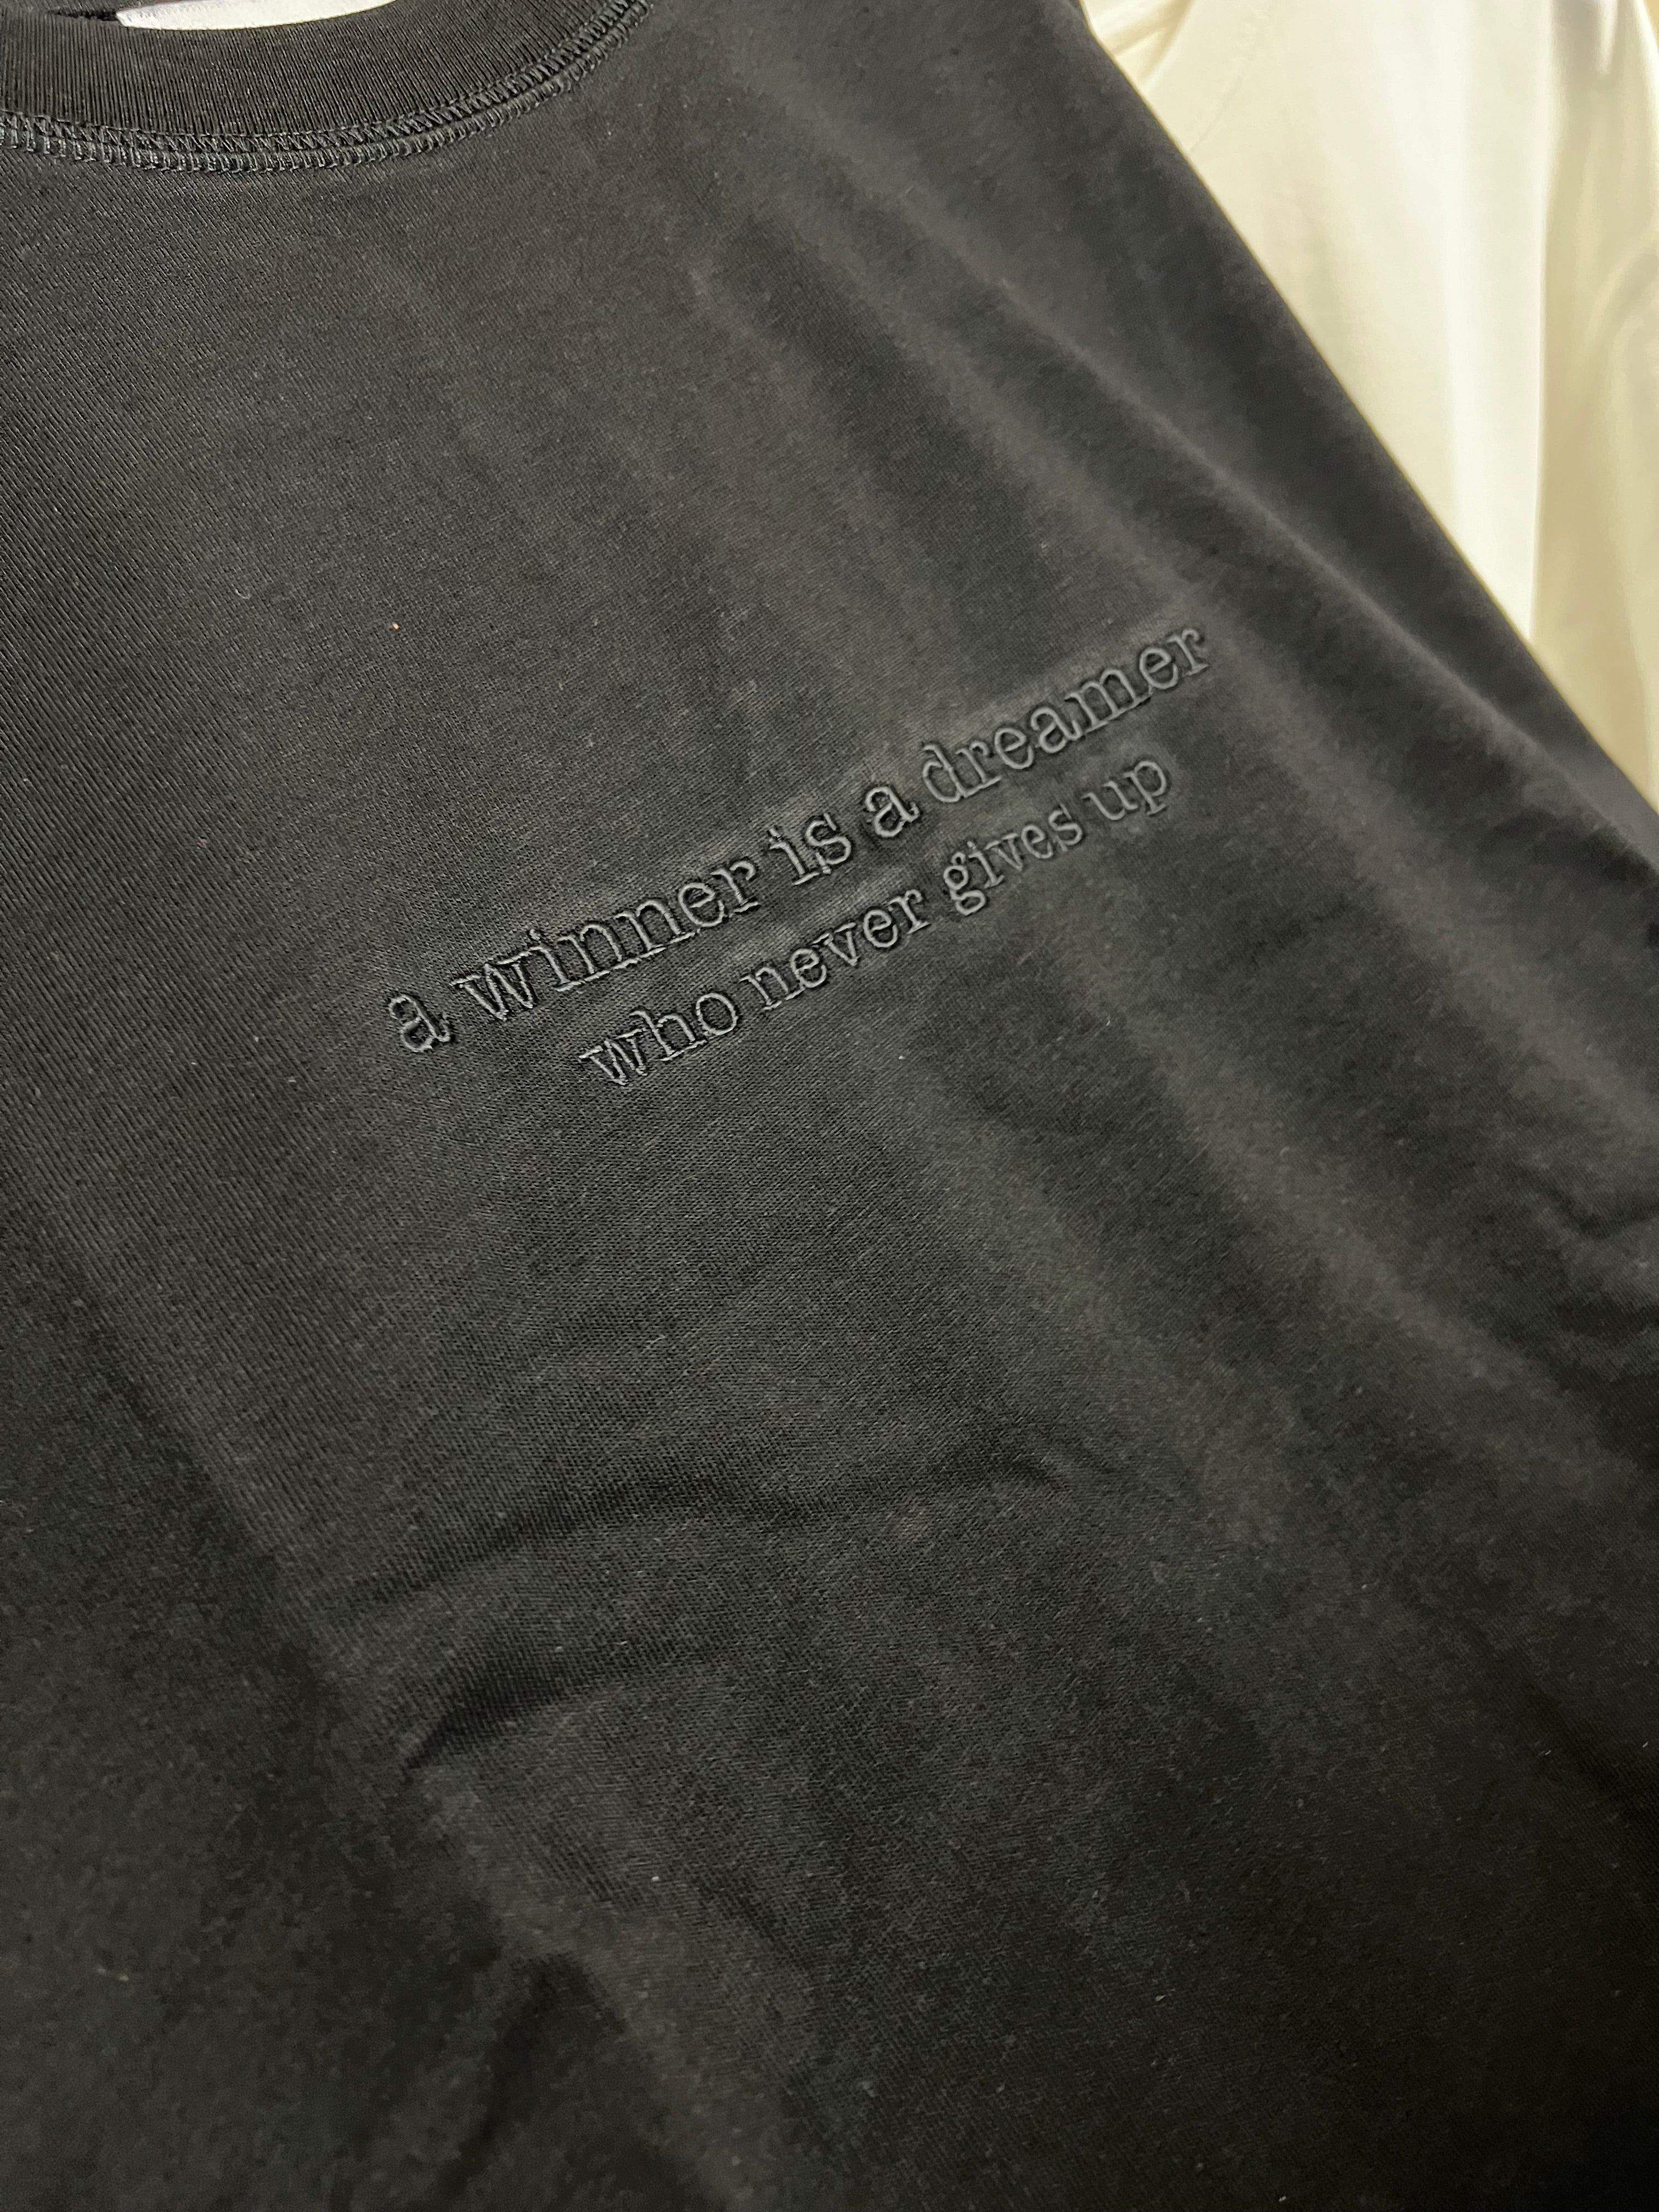 a winner is a dreamer
who never gives up